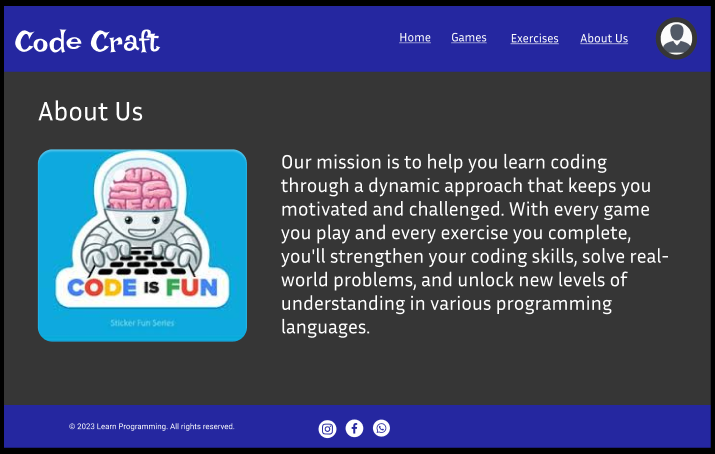 Code Craft
Home Games Exercises About Us
About Us
Our mission is to help you learn coding
through a dynamic approach that keeps you
motivated and challenged. With every game
you play and every exercise you complete,
you'll strengthen your coding skills, solve real-
world problems, and unlock new levels of
understanding in various programming
languages.
CODE IS FUN
Sticker Fun Series
© 2023 Learn Programming. All rights reserved.